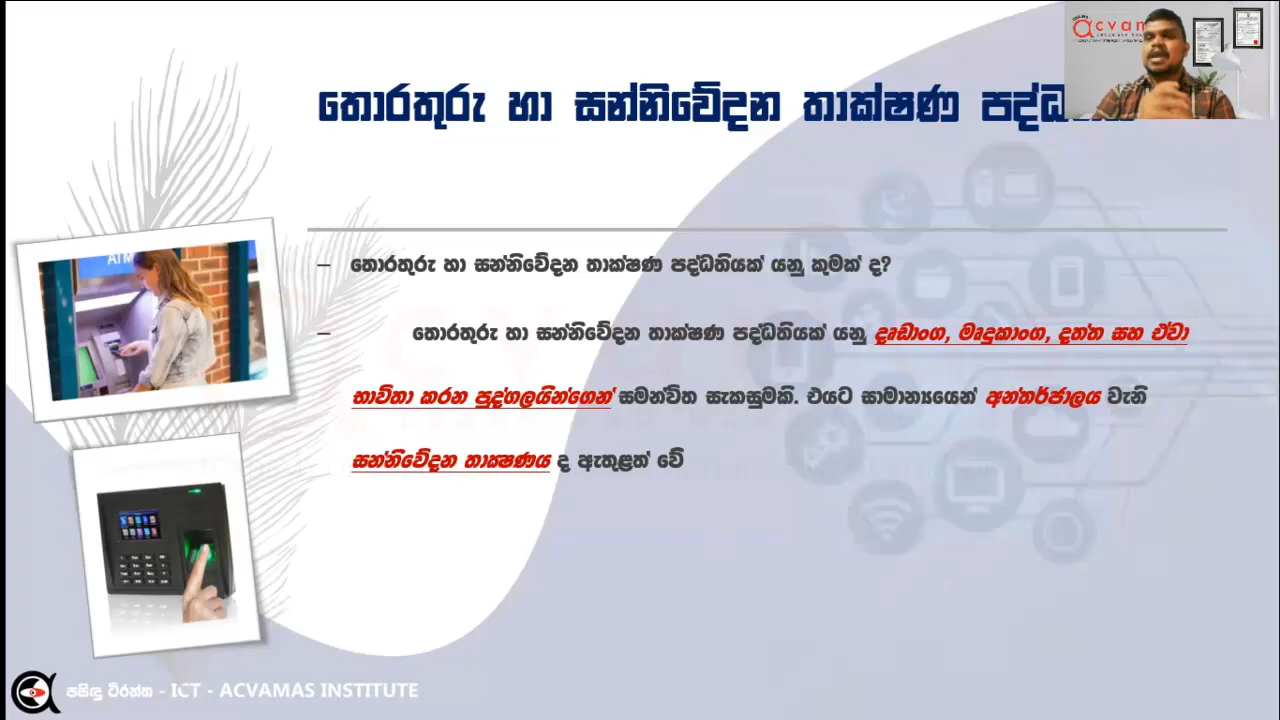 තොරතුරු හා සන්නිවේදන තාක්ෂණ
– තොරතුරු හා සන්නිවේදන තාක්ෂණ පද්ධතියක් යනු කුමක් ද?
– තොරතුරු හා සන්නිවේදන තාක්ෂණ පද්ධතියක් යනු දෘඩාංග, මෘදුකාංග, දත්ත සහ ඒවා
භාවිතා කරන පුද්ගලයින්ගෙන් සමන්විත සැකසුමකි. එයට සාමාන්‍යයෙන් අන්තර්ජාලය වැනි
සන්නිවේදන තාක්‍ෂණය ද ඇතුළත් වේ
පසිඳු විරන්ත - ICT - ACVAMAS INSTITUTE